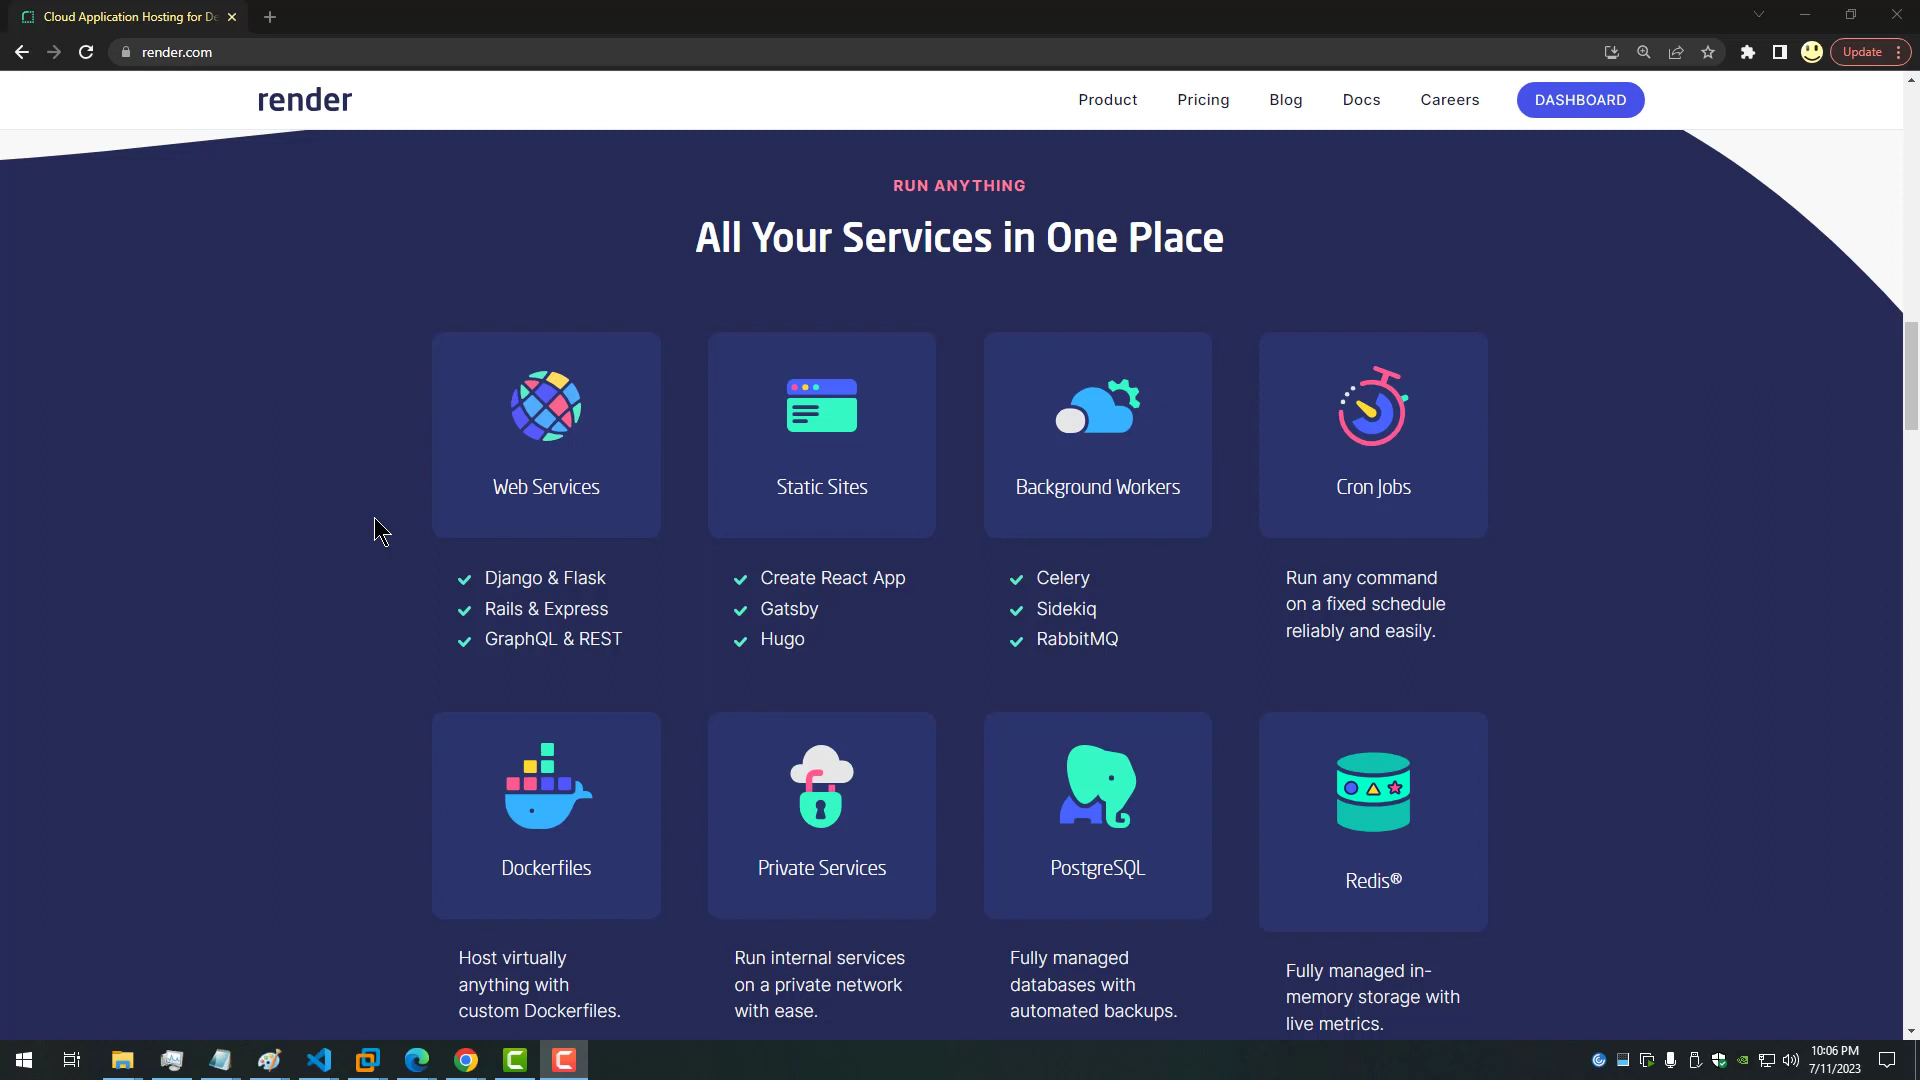 Cloud Application Hosting for De
render.com
Update
render
Product
Pricing
Blog
Docs
Careers
DASHBOARD
RUN ANYTHING
All Your Services in One Place
Web Services
Static Sites
Background Workers
Cron Jobs
Django & Flask
Rails & Express
GraphQL & REST
Create React App
Gatsby
Hugo
Celery
Sidekiq
RabbitMQ
Run any command
on a fixed schedule
reliably and easily.
Dockerfiles
Private Services
PostgreSQL
Redis®
Host virtually
anything with
custom Dockerfiles.
Run internal services
on a private network
with ease.
Fully managed
databases with
automated backups.
Fully managed in-
memory storage with
live metrics.
10:06 PM
7/11/2023